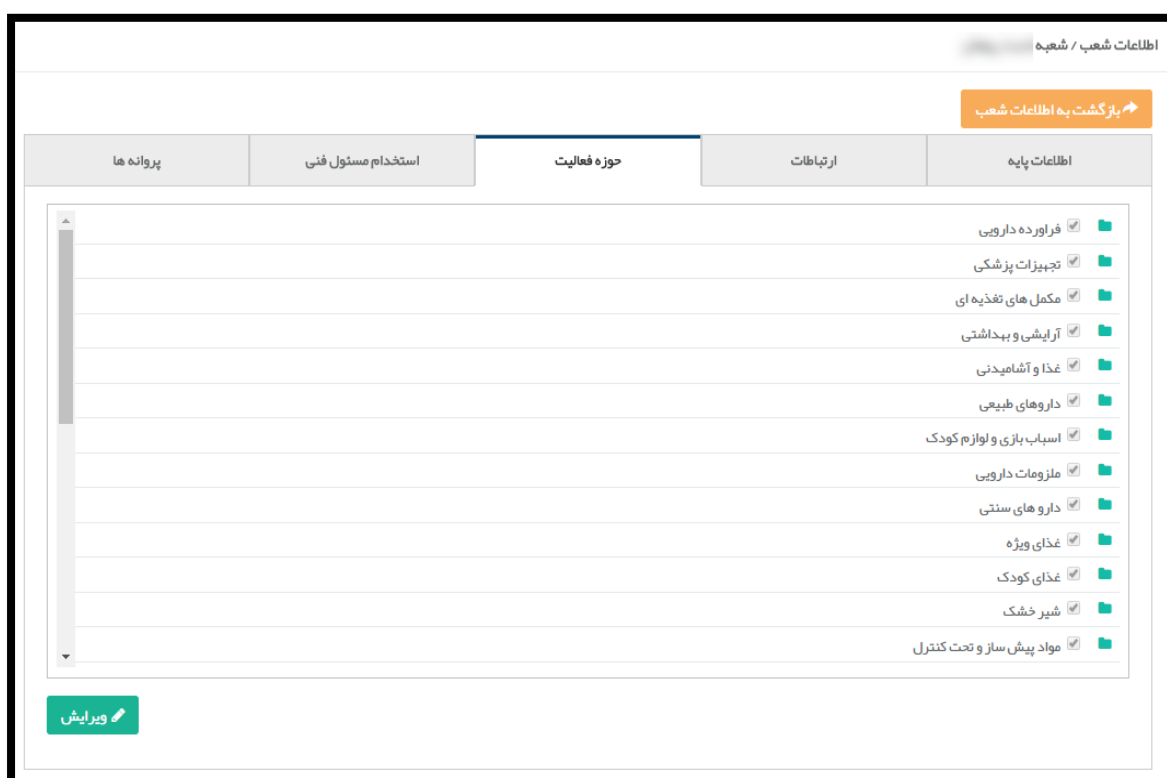 اطلاعات شعب / شعبه
بازگشت به اطلاعات شعب
اطلاعات پایه
ارتباطات
حوزه فعالیت
استخدام مسئول فنی
پروانه ها
فراورده دارویی
تجهیزات پزشکی
مکمل های تغذیه ای
آرایشی و بهداشتی
غذا و آشامیدنی
داروهای طبیعی
اسباب بازی و لوازم کودک
ملزومات دارویی
دارو های سنتی
غذای ویژه
غذای کودک
شیر خشک
مواد پیش ساز و تحت کنترل
ویرایش